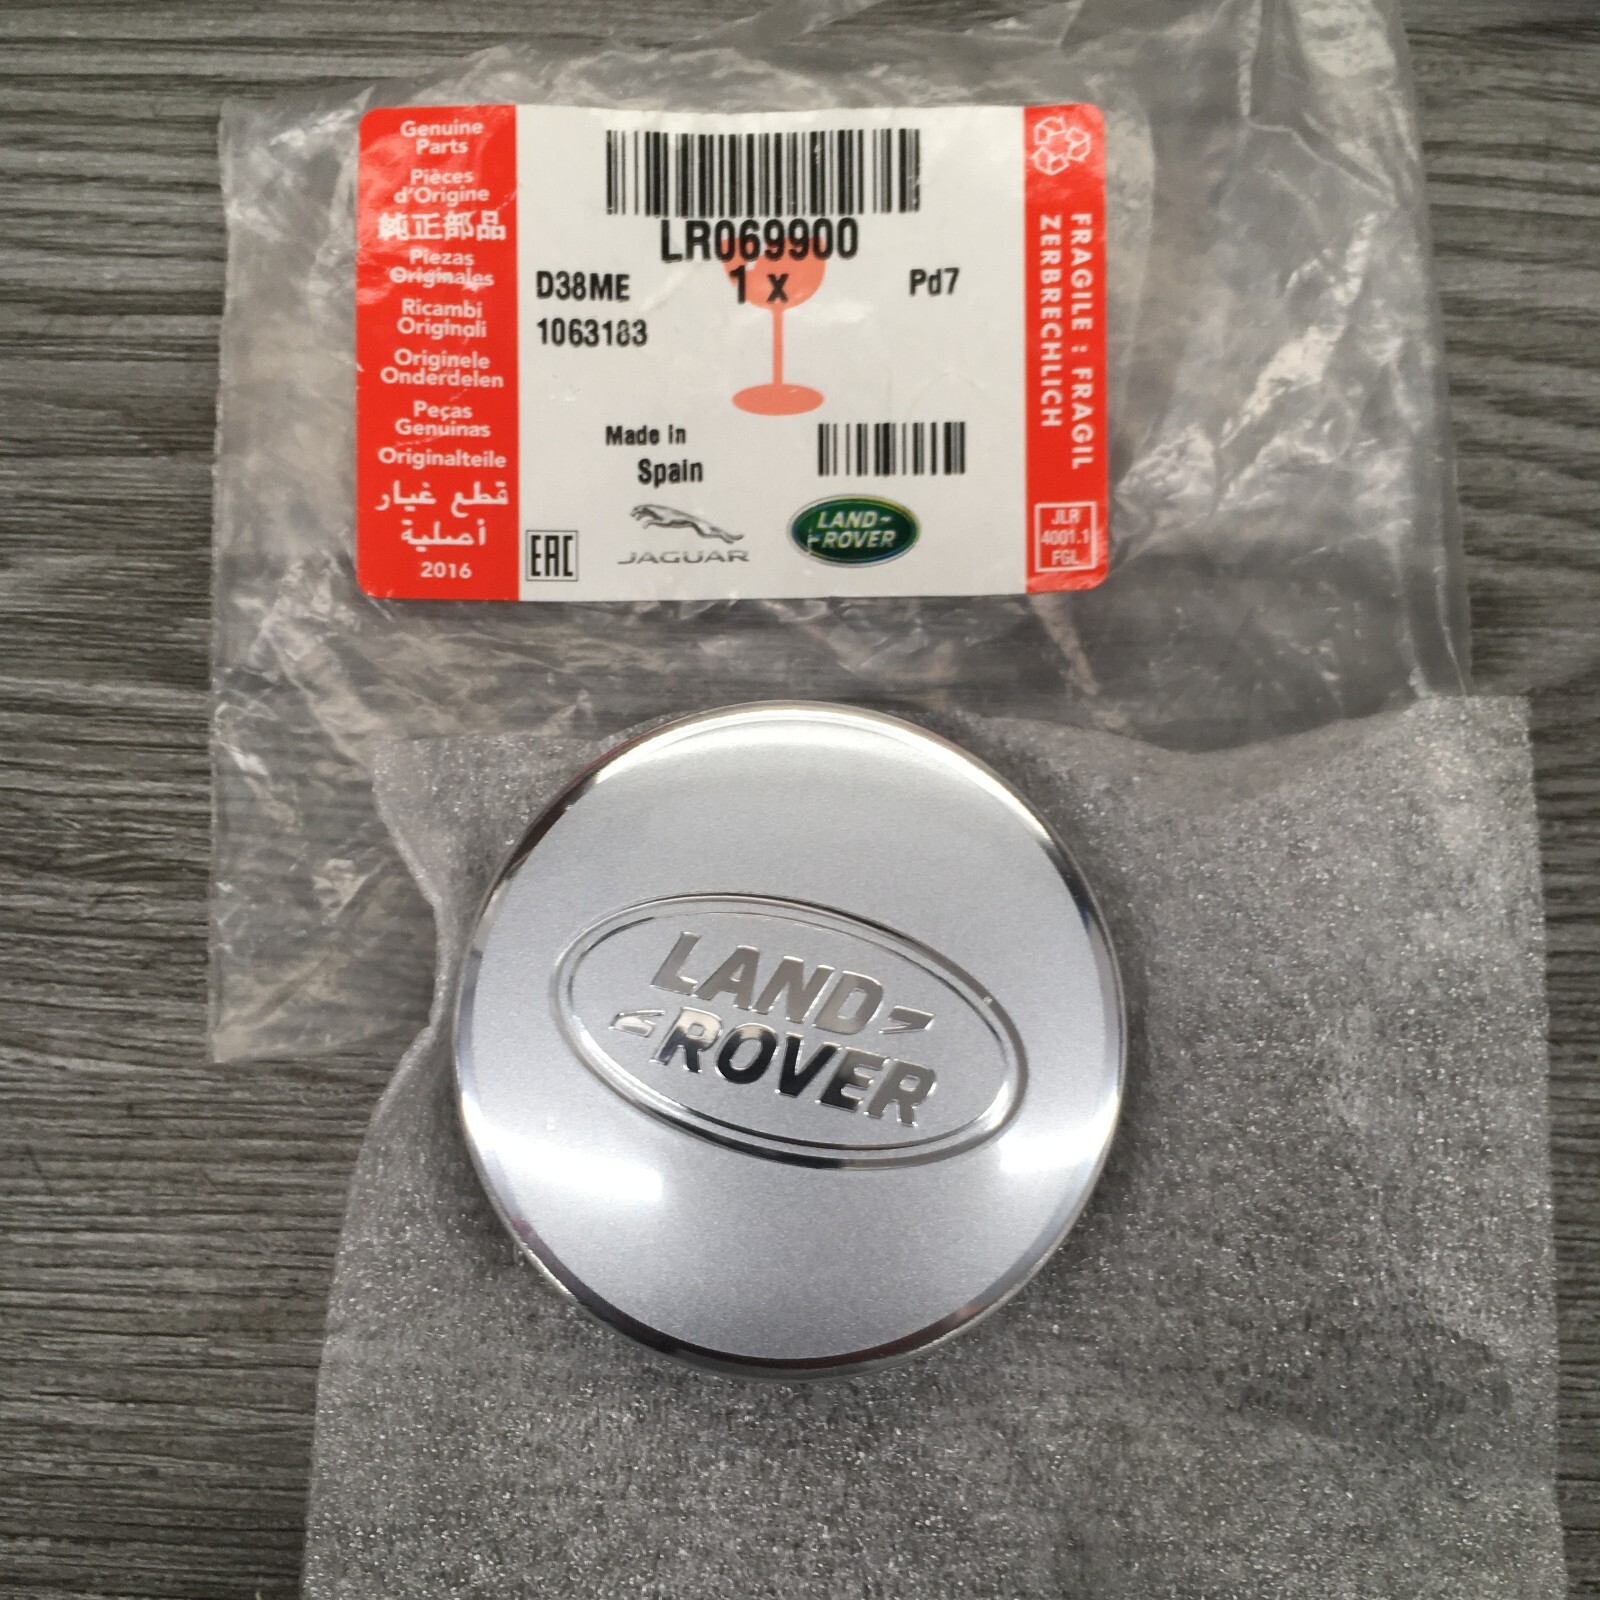 Genuine
Parts
Pièces
d'Origine
純正部品
Piezas
Originales
Ricambi
Originali
Originele
Onderdelen
Peças
Genuinas
Originalteile
قطع غيار
أصلية
2016
LR069900
D38ME
1 x
Pd7
1063183
Made in
Spain
EAC
JAGUAR
LAND-
ROVER
FRAGILE : FRAGIL
ZERBRECHLICH
JLR
4001.1
FGL
LAND-
ROVER